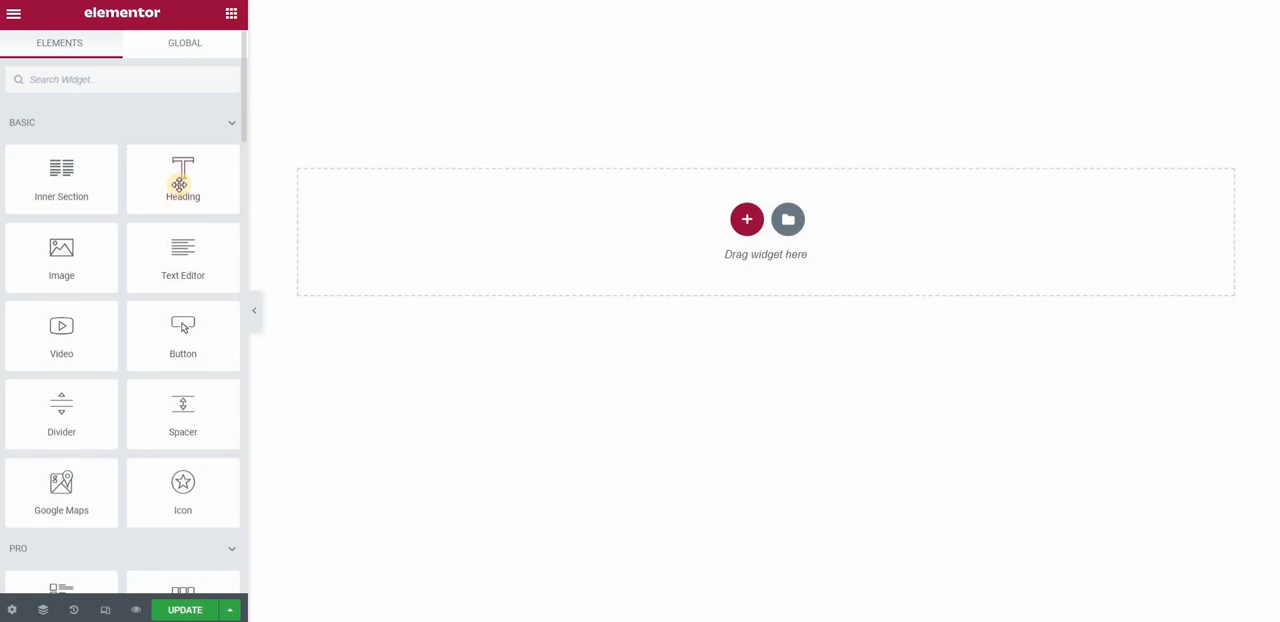 elementor
ELEMENTS
GLOBAL
Search Widget...
BASIC
Inner Section
Heading
Image
Text Editor
Video
Button
Divider
Spacer
Google Maps
Icon
PRO
UPDATE
Drag widget here